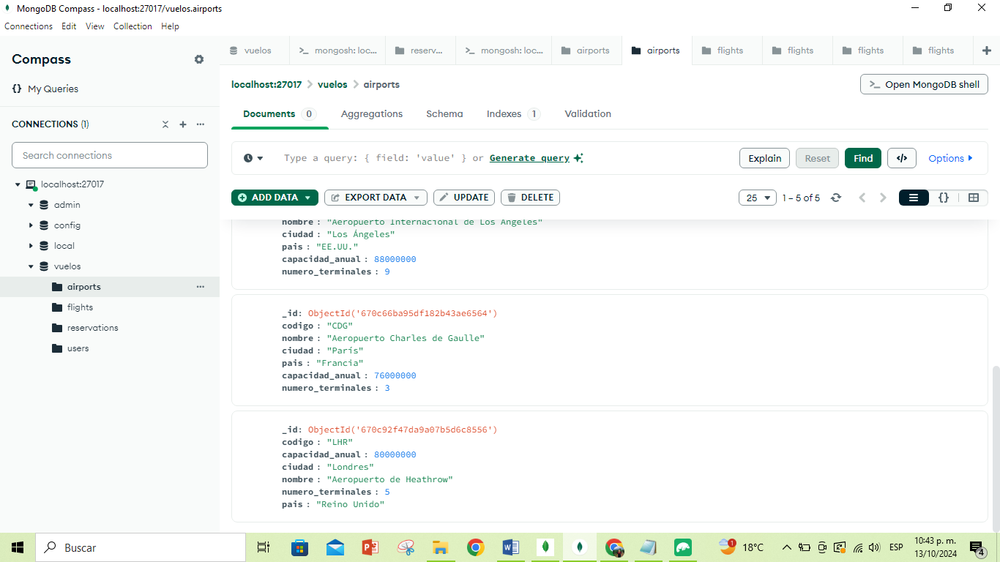 MongoDB Compass - localhost:27017/vuelos.airports
Connections Edit View Collection Help
Compass
My Queries
CONNECTIONS (1)
Search connections
localhost:27017
admin
config
local
vuelos
airports
flights
reservations
users
vuelos
mongosh: loc...
reserv...
mongosh: loc...
airports
airports
flights
flights
flights
flights
localhost:27017 > vuelos > airports
Open MongoDB shell
Documents 0 Aggregations Schema Indexes 1 Validation
Type a query: { field: 'value' } or Generate query
Explain Reset Find </> Options
ADD DATA EXPORT DATA UPDATE DELETE
25 1 – 5 of 5
nombre : "Aeropuerto Internacional de Los Ángeles"
ciudad : "Los Ángeles"
pais : "EE.UU."
capacidad_anual : 88000000
numero_terminales : 9
_id: ObjectId('670c66ba95df182b43ae6564')
codigo : "CDG"
nombre : "Aeropuerto Charles de Gaulle"
ciudad : "París"
pais : "Francia"
capacidad_anual : 76000000
numero_terminales : 3
_id: ObjectId('670c92f47da9a07b5d6c8556')
codigo : "LHR"
capacidad_anual : 80000000
ciudad : "Londres"
nombre : "Aeropuerto de Heathrow"
numero_terminales : 5
pais : "Reino Unido"
Buscar
1
18°C
ESP
10:43 p. m.
13/10/2024
4